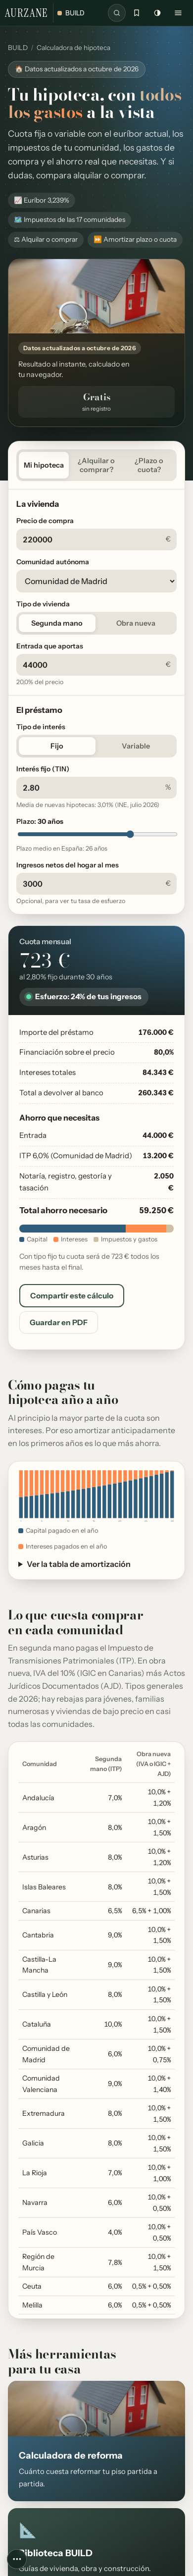 AURZANE
BUILD
BUILD / Calculadora de hipoteca
Datos actualizados a octubre de 2026
Tu hipoteca, con todos
los gastos a la vista
Cuota fija o variable con el euríbor actual, los
impuestos de tu comunidad, los gastos de
compra y el ahorro real que necesitas. Y si
dudas, compara alquilar o comprar.
Euríbor 3,239%
Impuestos de las 17 comunidades
Alquilar o comprar
Amortizar plazo o cuota
Datos actualizados a octubre de 2026
Resultado al instante, calculado en
tu navegador.
Gratis
sin registro
Mi hipoteca
¿Alquilar o
comprar?
¿Plazo o
cuota?
La vivienda
Precio de compra
220000 €
Comunidad autónoma
Comunidad de Madrid
Tipo de vivienda
Segunda mano
Obra nueva
Entrada que aportas
44000 €
20,0% del precio
El préstamo
Tipo de interés
Fijo
Variable
Interés fijo (TIN)
2.80 %
Media de nuevas hipotecas: 3,01% (INE, julio 2026)
Plazo: 30 años
Plazo medio en España: 26 años
Ingresos netos del hogar al mes
3000 €
Opcional, para ver tu tasa de esfuerzo
Cuota mensual
723 €
al 2,80% fijo durante 30 años
Esfuerzo: 24% de tus ingresos
Importe del préstamo 176.000 €
Financiación sobre el precio 80,0%
Intereses totales 84.343 €
Total a devolver al banco 260.343 €
Ahorro que necesitas
Entrada 44.000 €
ITP 6,0% (Comunidad de Madrid) 13.200 €
Notaría, registro, gestoría y
tasación
2.050
€
Total ahorro necesario 59.250 €
Capital Intereses Impuestos y gastos
Con tipo fijo tu cuota será de 723 € todos los
meses hasta el final.
Compartir este cálculo
Guardar en PDF
Cómo pagas tu
hipoteca año a año
Al principio la mayor parte de la cuota son
intereses. Por eso amortizar anticipadamente
en los primeros años es lo que más ahorra.
Capital pagado en el año
Intereses pagados en el año
Ver la tabla de amortización
Lo que cuesta comprar
en cada comunidad
En segunda mano pagas el Impuesto de
Transmisiones Patrimoniales (ITP). En obra
nueva, IVA del 10% (IGIC en Canarias) más Actos
Jurídicos Documentados (AJD). Tipos generales
de 2026; hay rebajas para jóvenes, familias
numerosas y viviendas de bajo precio en casi
todas las comunidades.
Comunidad
Segunda
mano (ITP)
Obra nueva
(IVA o IGIC +
AJD)
Andalucía 7,0% 10,0% +
1,20%
Aragón 8,0% 10,0% +
1,50%
Asturias 8,0% 10,0% +
1,20%
Islas Baleares 8,0% 10,0% +
1,50%
Canarias 6,5% 6,5% + 1,00%
Cantabria 9,0% 10,0% +
1,50%
Castilla-La
Mancha
9,0% 10,0% +
1,50%
Castilla y León 8,0% 10,0% +
1,50%
Cataluña 10,0% 10,0% +
1,50%
Comunidad de
Madrid
6,0% 10,0% +
0,75%
Comunidad
Valenciana
9,0% 10,0% +
1,40%
Extremadura 8,0% 10,0% +
1,50%
Galicia 8,0% 10,0% +
1,50%
La Rioja 7,0% 10,0% +
1,00%
Navarra 6,0% 10,0% +
0,50%
País Vasco 4,0% 10,0% +
0,50%
Región de
Murcia
7,8% 10,0% +
1,50%
Ceuta 6,0% 0,5% + 0,50%
Melilla 6,0% 0,5% + 0,50%
Más herramientas
para tu casa
Calculadora de reforma
Cuánto cuesta reformar tu piso partida a
partida.
Biblioteca BUILD
Guías de vivienda, obra y construcción.